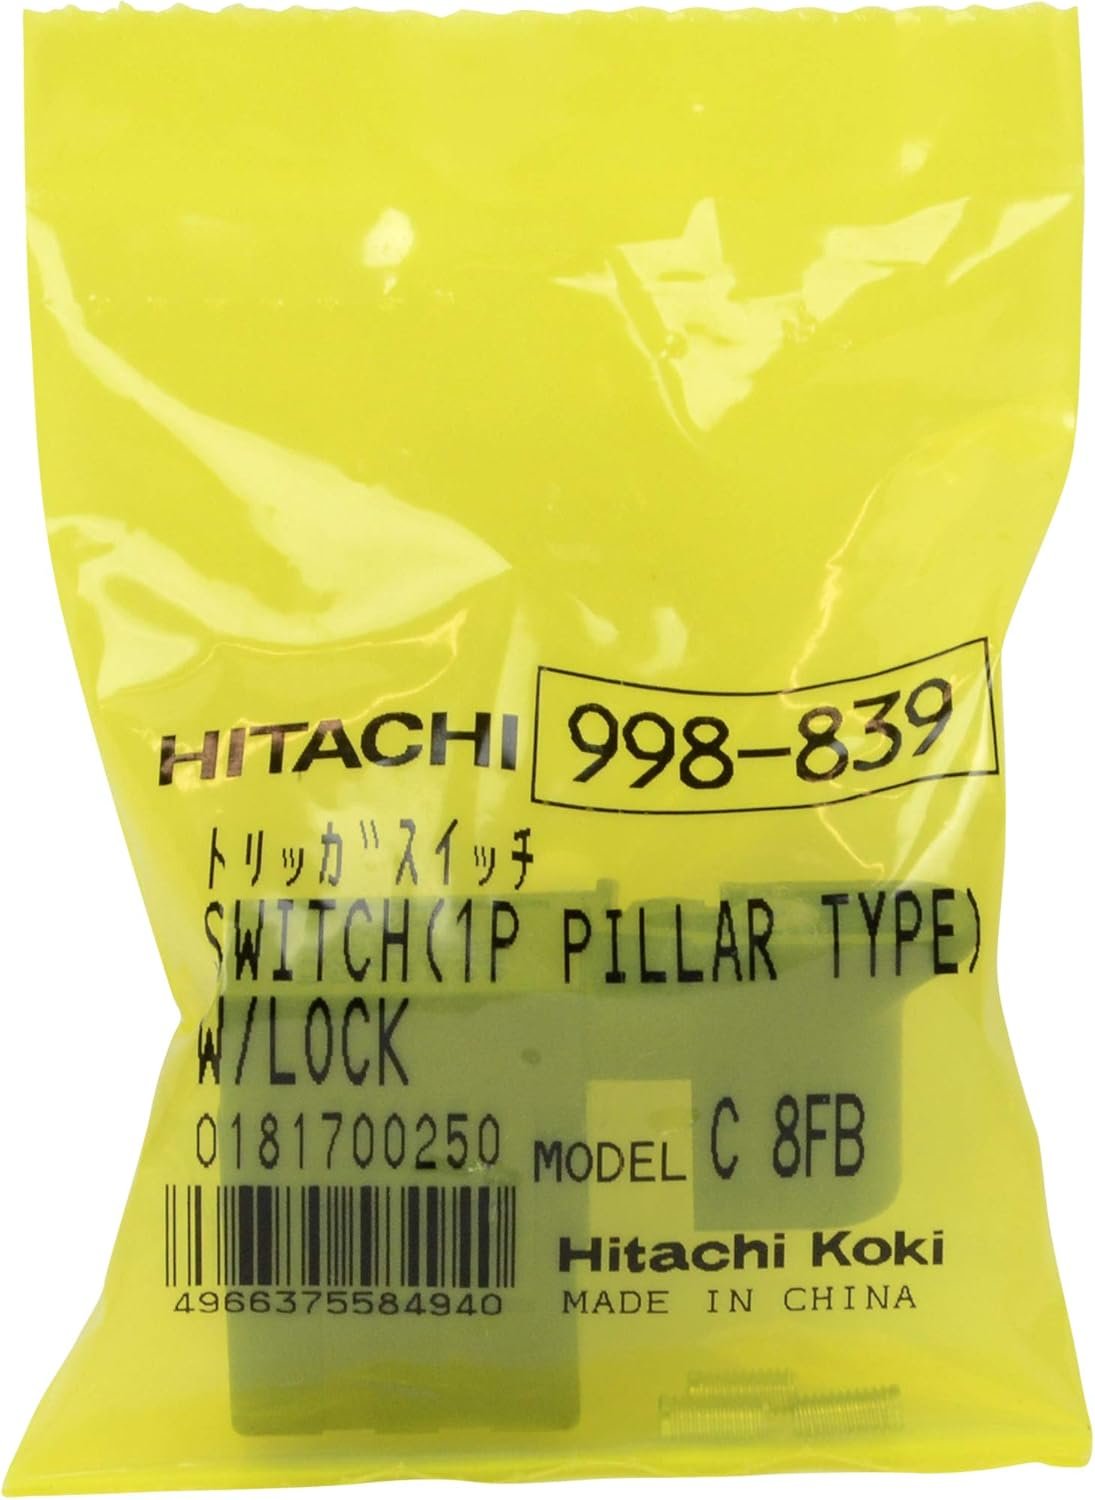 HITACHI 998-839
トリッガ゛スイッチ
SWITCH(1P PILLAR TYPE)
W/LOCK
0181700250 MODEL C 8FB
4966375584940
Hitachi Koki
MADE IN CHINA